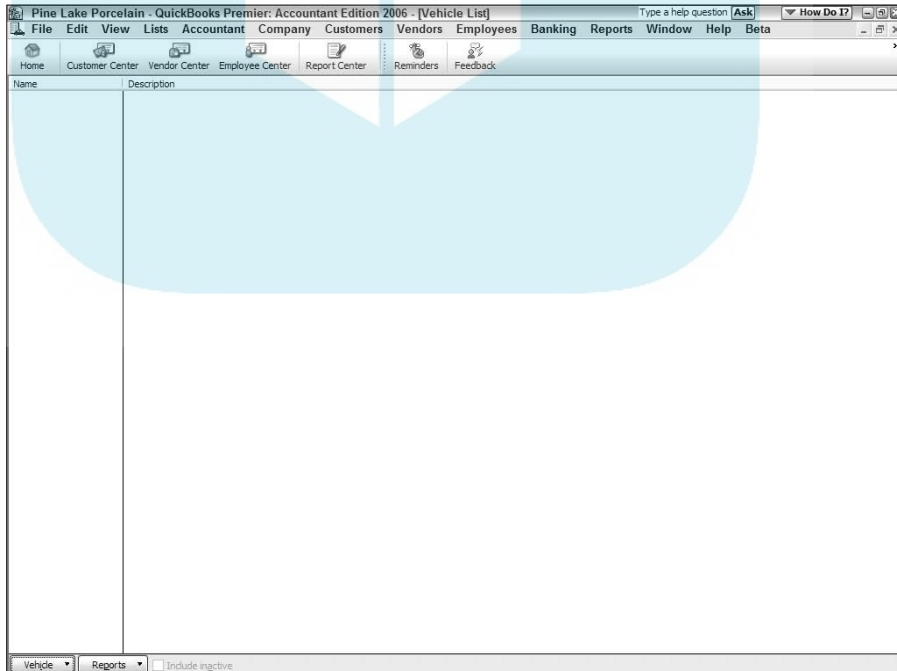 Pine Lake Porcelain - QuickBooks Premier: Accountant Edition 2006 - [Vehicle List] Type a help question Ask How Do I?
File Edit View Lists Accountant Company Customers Vendors Employees Banking Reports Window Help Beta
Home Customer Center Vendor Center Employee Center Report Center Reminders Feedback
Name Description
Vehicle Reports Include inactive